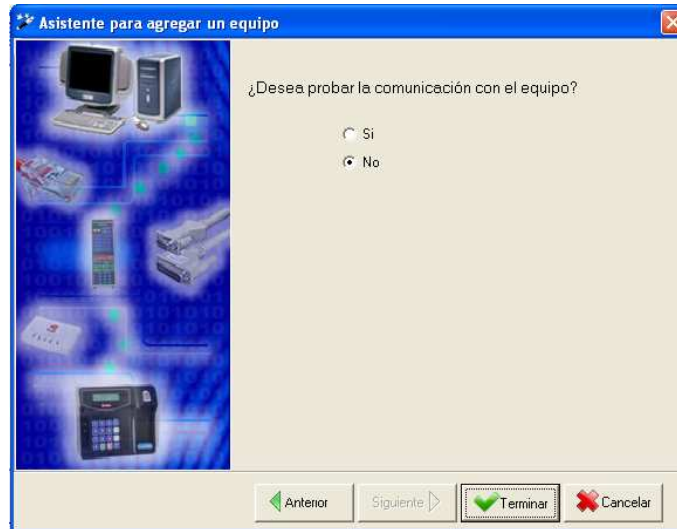 Asistente para agregar un equipo
¿Desea probar la comunicación con el equipo?
Si
No
Anterior
Siguiente
Terminar
Cancelar